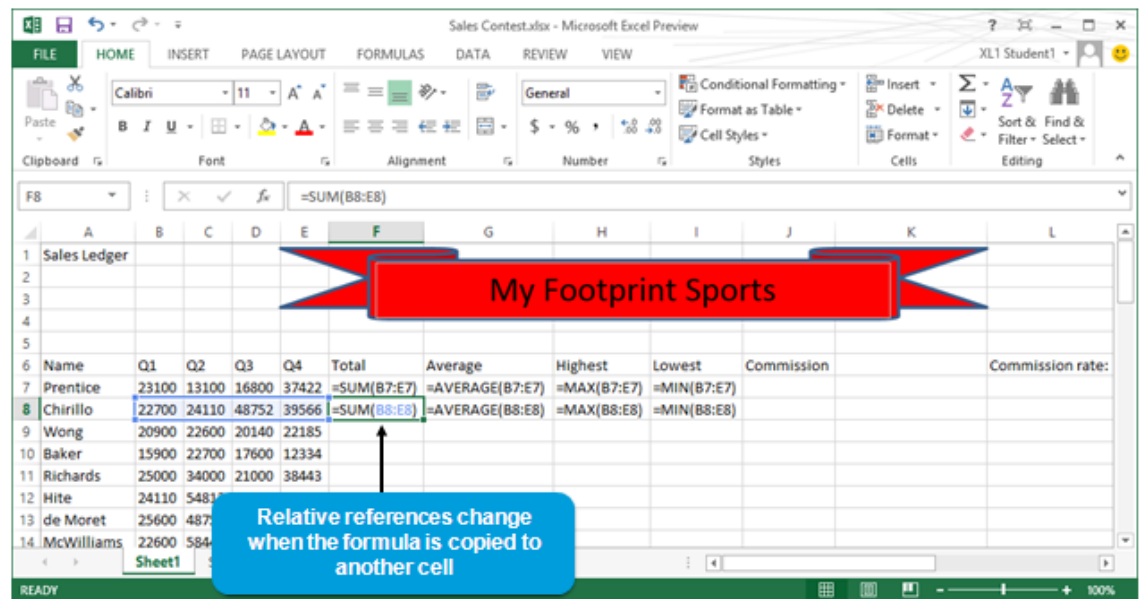 Sales Contest.xlsx - Microsoft Excel Preview
FILE HOME INSERT PAGE LAYOUT FORMULAS DATA REVIEW VIEW XL1 Student1
Calibri 11 General Conditional Formatting Insert
Paste Format as Table Delete Sort & Find &
B I U A $ % , Cell Styles Format Filter Select
Clipboard Font Alignment Number Styles Cells Editing
F8 fx =SUM(B8:E8)
A B C D E F G H I J K L
1 Sales Ledger
My Footprint Sports
2
3
4
5
6 Name Q1 Q2 Q3 Q4 Total Average Highest Lowest Commission Commission rate:
7 Prentice 23100 13100 16800 37422 =SUM(B7:E7) =AVERAGE(B7:E7) =MAX(B7:E7) =MIN(B7:E7)
8 Chirillo 22700 24110 48752 39566 =SUM(B8:E8) =AVERAGE(B8:E8) =MAX(B8:E8) =MIN(B8:E8)
9 Wong 20900 22600 20140 22185
10 Baker 15900 22700 17600 12334
11 Richards 25000 34000 21000 38443
12 Hite 24110
13 de Moret 25600
14 McWilliams 22600
Relative references change
when the formula is copied to
another cell
Sheet1
READY 100%